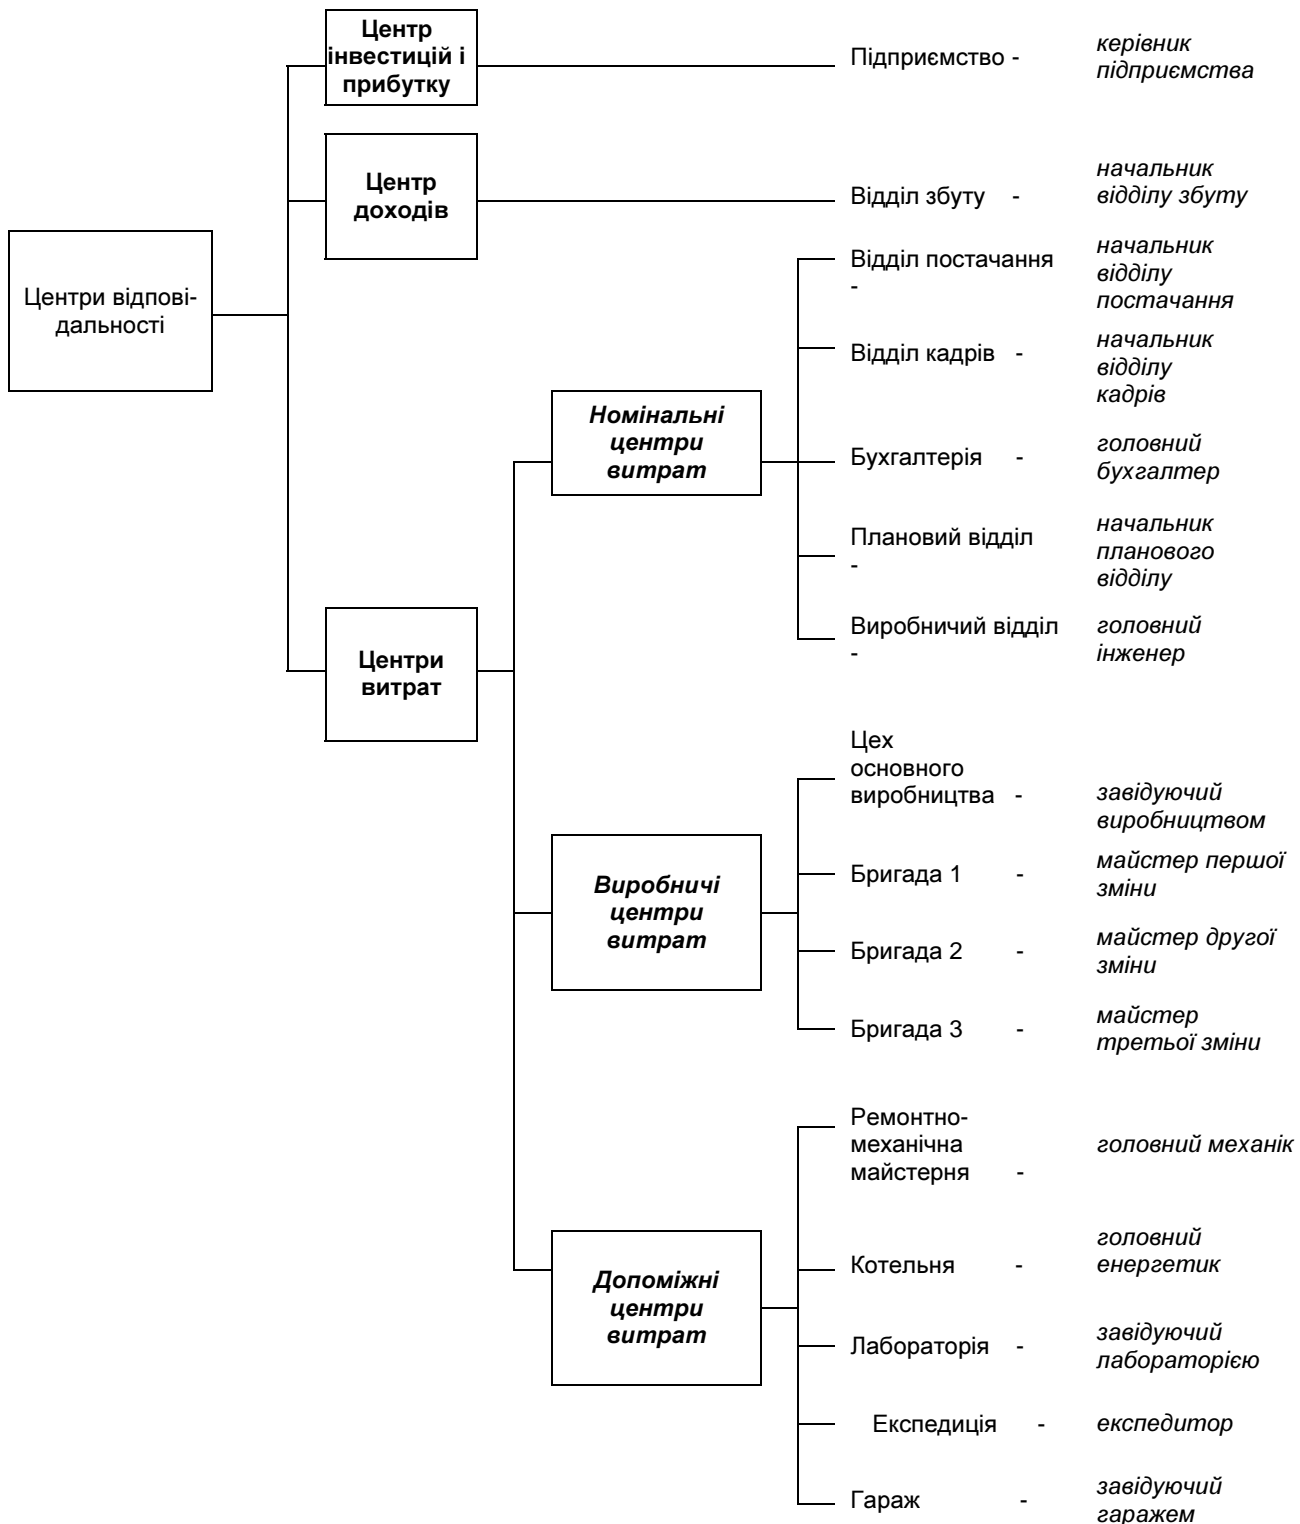 Центр
інвестицій і
прибутку
Підприємство -
керівник
підприємства
Центр
доходів
Відділ збуту -
начальник
відділу збуту
Центри відпові-
дальності
Відділ постачання
-
начальник
відділу
постачання
Відділ кадрів -
начальник
відділу
кадрів
Номінальні
центри
витрат
Бухгалтерія -
головний
бухгалтер
Плановий відділ
-
начальник
планового
відділу
Виробничий відділ
-
головний
інженер
Центри
витрат
Цех
основного
виробництва -
завідуючий
виробництвом
Виробничі
центри
витрат
Бригада 1 -
майстер першої
зміни
Бригада 2 -
майстер другої
зміни
Бригада 3 -
майстер
третьої зміни
Ремонтно-
механічна
майстерня -
головний механік
Допоміжні
центри
витрат
Котельня -
головний
енергетик
Лабораторія -
завідуючий
лабораторією
Експедиція -
експедитор
Гараж -
завідуючий
гаражем